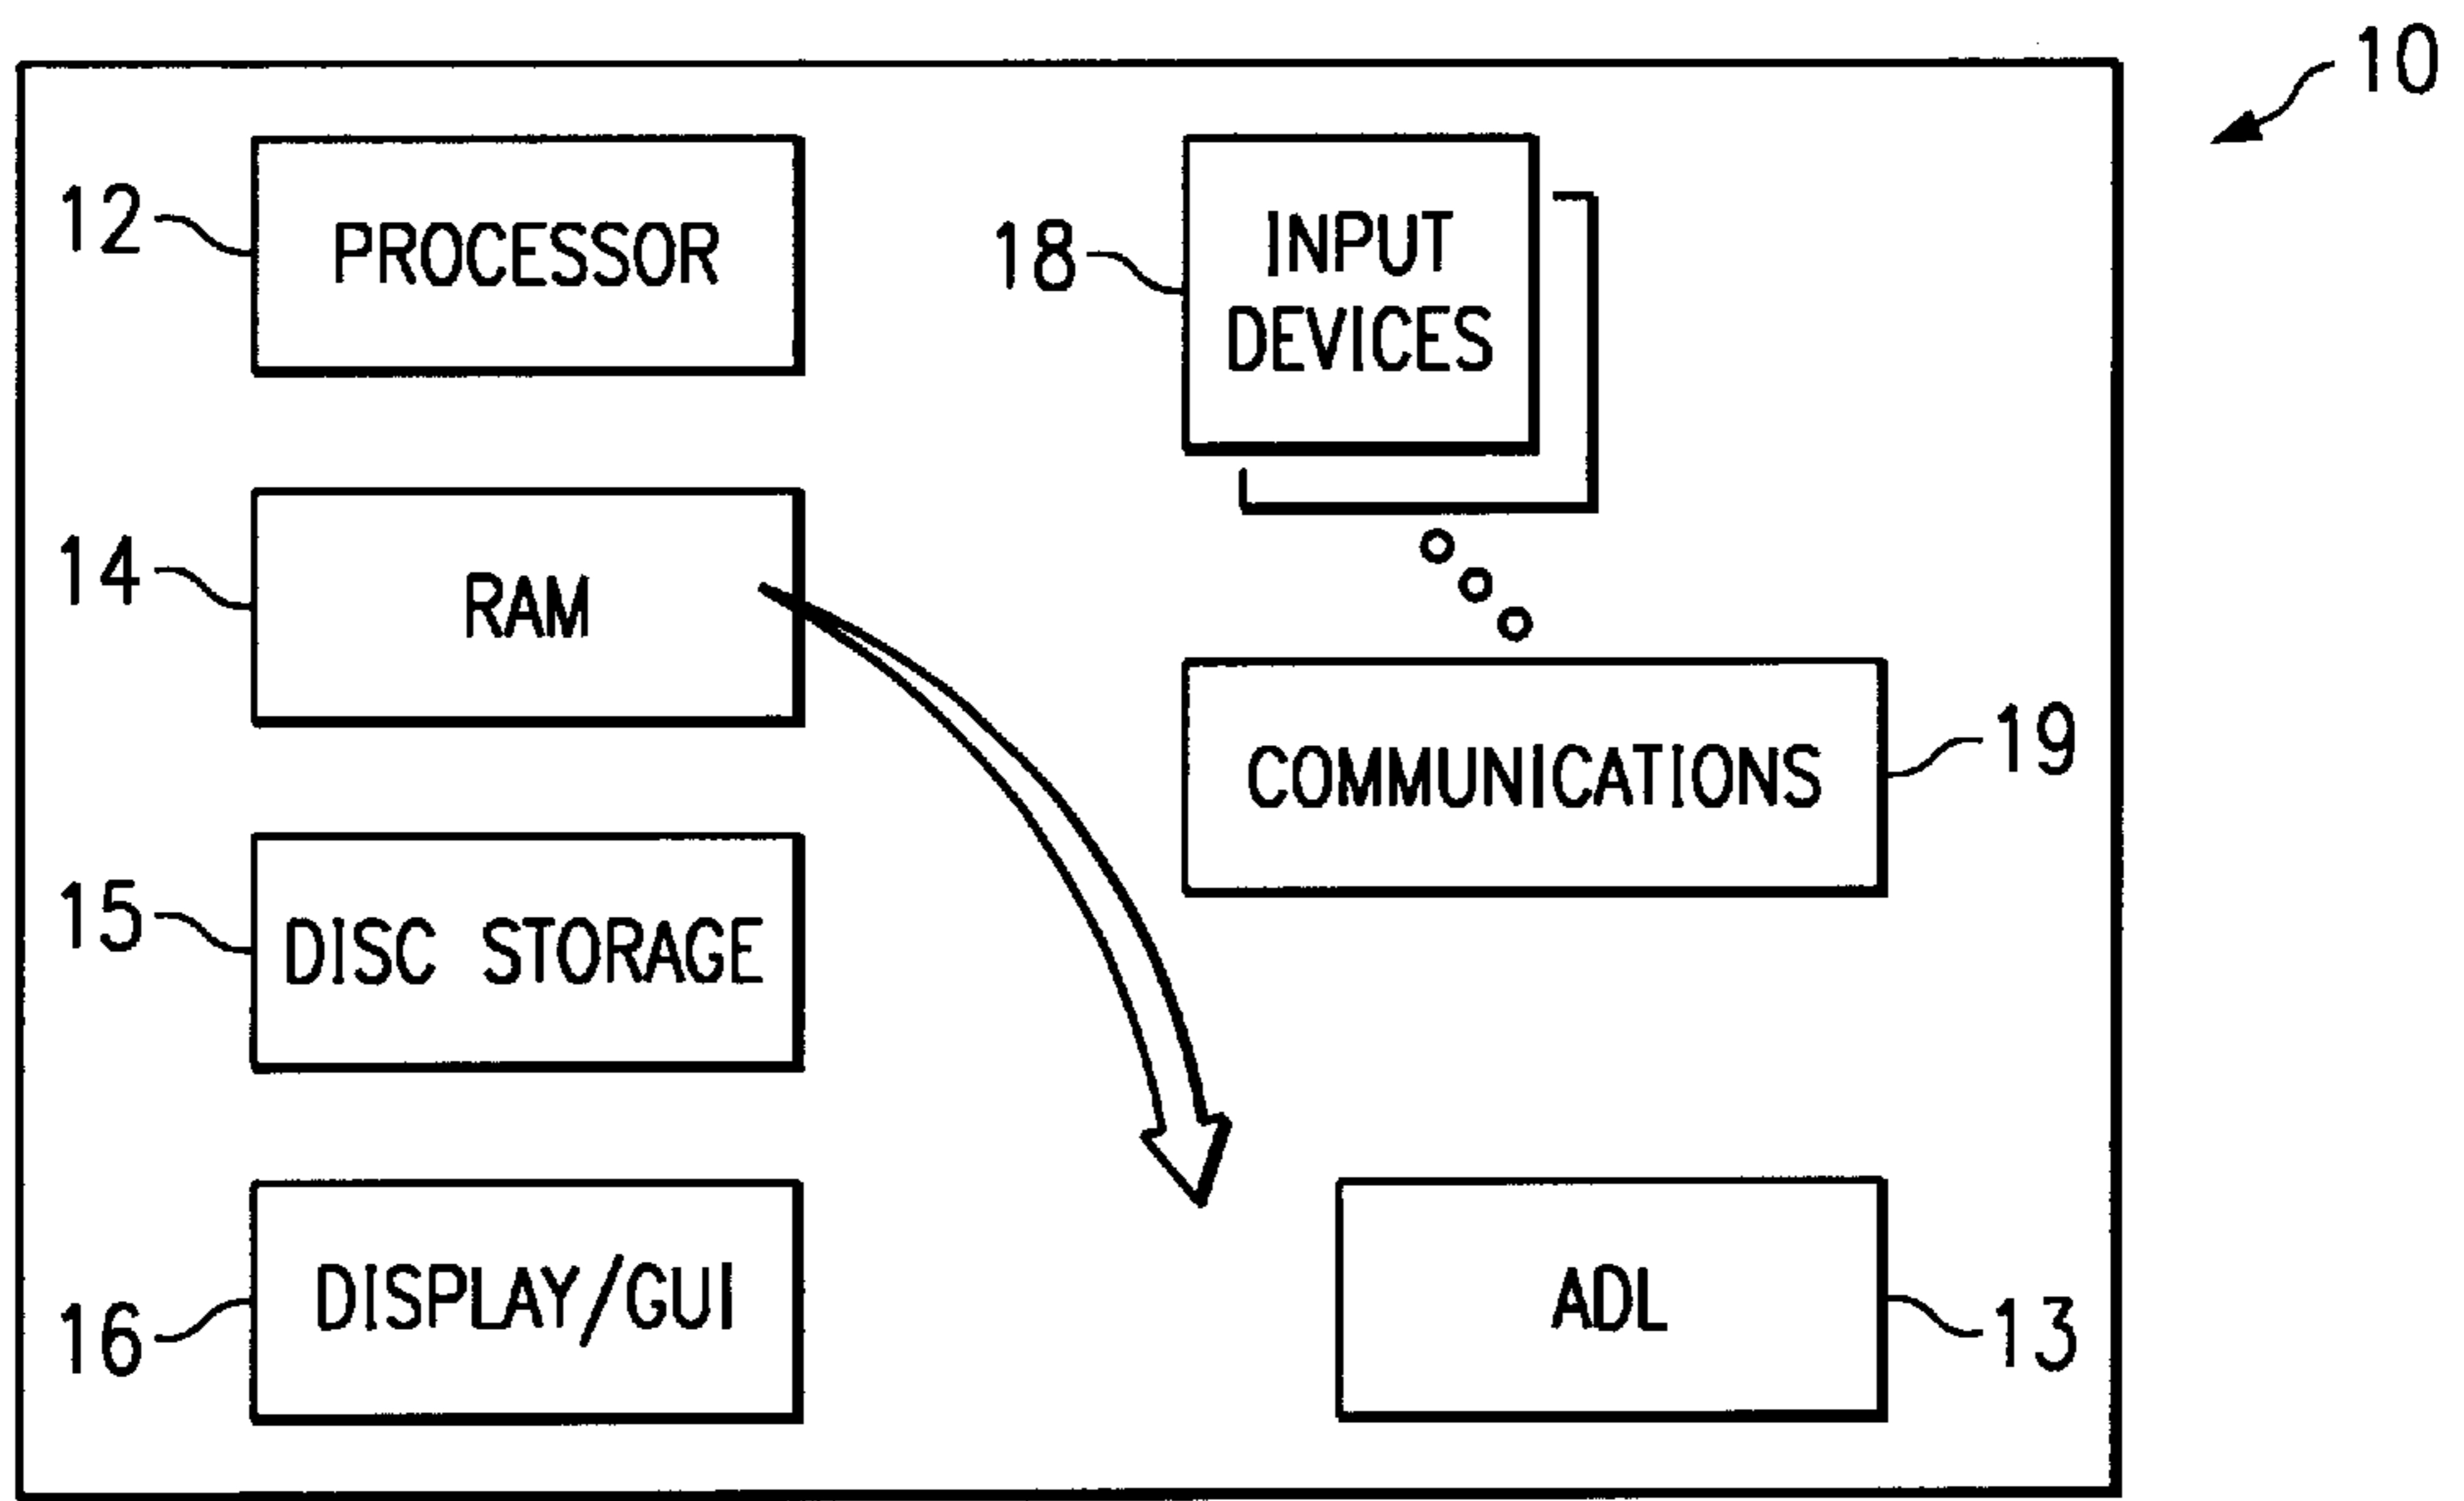 10
12
PROCESSOR
18
INPUT
DEVICES
14
RAM
19
COMMUNICATIONS
15
DISC STORAGE
16
DISPLAY/GUI
ADL
13